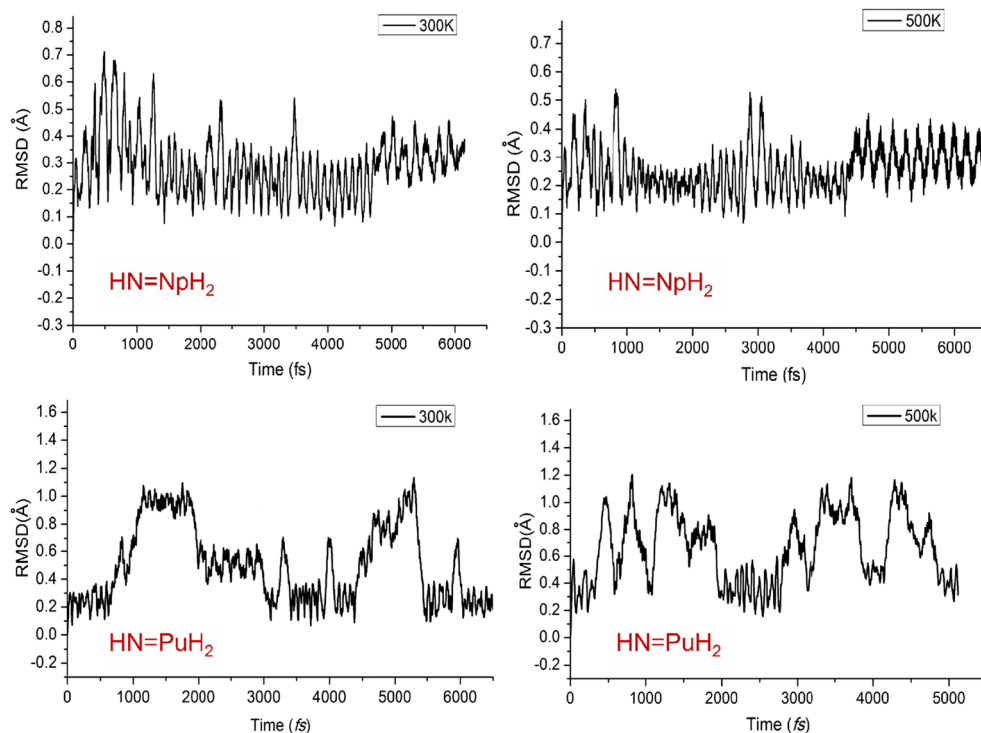 300K
0.7
0.6
0.5
0.4
0.3
0.2
0.1
0.0
-0.1
-0.2
-0.3
RMSD (Å)
HN=NpH₂
0 1000 2000 3000 4000 5000 6000
Time (fs)
500K
0.7
0.6
0.5
0.4
0.3
0.2
0.1
0.0
-0.1
-0.2
-0.3
RMSD (Å)
HN=NpH₂
0 1000 2000 3000 4000 5000 6000
Time (fs)
300k
1.6
1.4
1.2
1.0
0.8
0.6
0.4
0.2
0.0
-0.2
RMSD(Å)
HN=PuH₂
0 1000 2000 3000 4000 5000 6000
Time (fs)
500k
1.6
1.4
1.2
1.0
0.8
0.6
0.4
0.2
0.0
-0.2
RMSD(Å)
HN=PuH₂
0 1000 2000 3000 4000 5000
Time (fs)